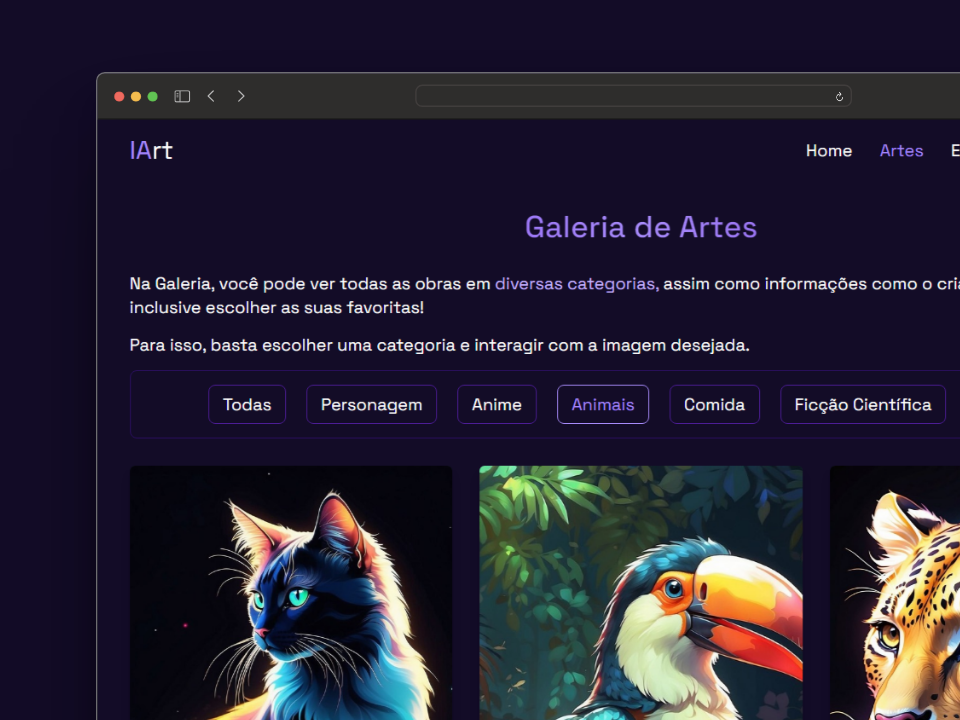 IArt
Home Artes E
Galeria de Artes
Na Galeria, você pode ver todas as obras em diversas categorias, assim como informações como o cria
inclusive escolher as suas favoritas!
Para isso, basta escolher uma categoria e interagir com a imagem desejada.
Todas Personagem Anime Animais Comida Ficção Científica